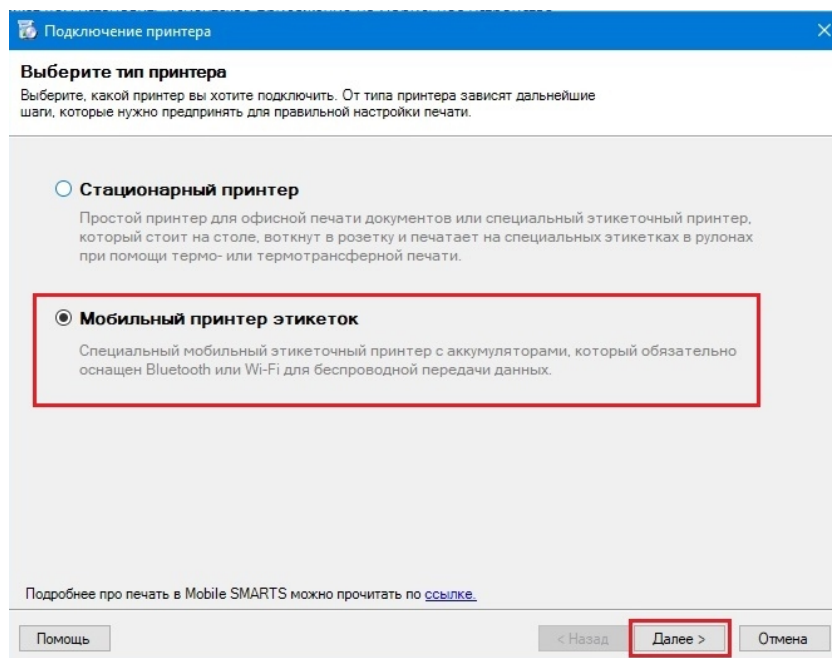 Подключение принтера
Выберите тип принтера
Выберите, какой принтер вы хотите подключить. От типа принтера зависят дальнейшие
шаги, которые нужно предпринять для правильной настройки печати.
Стационарный принтер
Простой принтер для офисной печати документов или специальный этикеточный принтер,
который стоит на столе, воткнут в розетку и печатает на специальных этикетках в рулонах
при помощи термо- или термотрансферной печати.
Мобильный принтер этикеток
Специальный мобильный этикеточный принтер с аккумуляторами, который обязательно
оснащен Bluetooth или Wi-Fi для беспроводной передачи данных.
Подробнее про печать в Mobile SMARTS можно прочитать по ссылке.
Помощь
< Назад
Далее >
Отмена